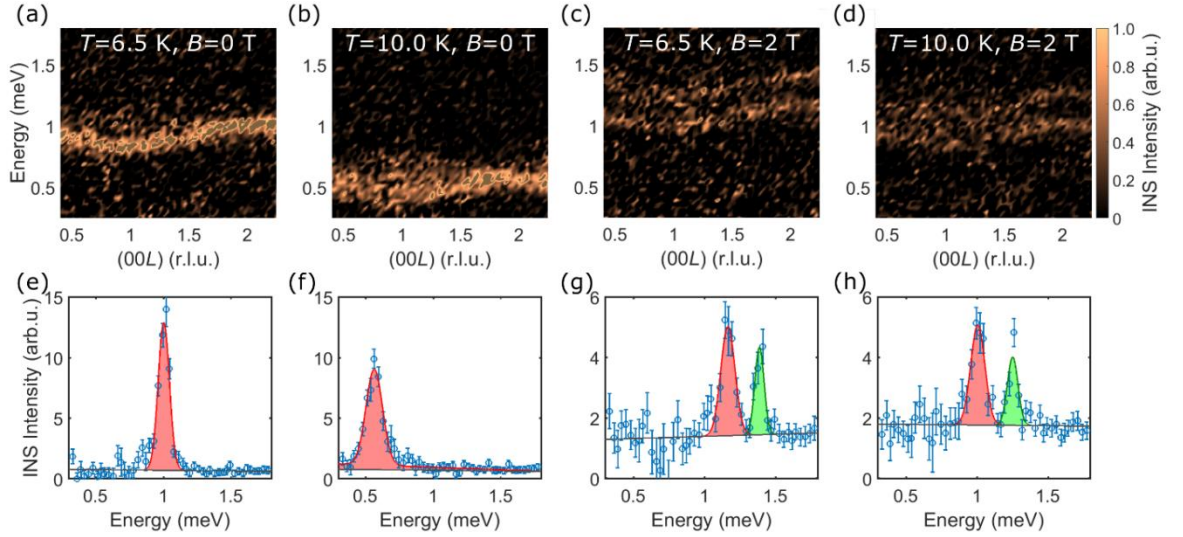 (a) (b) (c) (d)
T=6.5 K, B=0 T T=10.0 K, B=0 T T=6.5 K, B=2 T T=10.0 K, B=2 T
1.5 1 0.5
Energy (meV)
0.5 1 1.5 2 0.5 1 1.5 2 0.5 1 1.5 2 0.5 1 1.5 2
(00L) (r.l.u.) (00L) (r.l.u.) (00L) (r.l.u.) (00L) (r.l.u.)
1.0 0.8 0.6 0.4 0.2 0
INS Intensity (arb.u.)
(e) (f) (g) (h)
15 10 5 0 15 10 5 0 6 4 2 0 6 4 2 0
INS Intensity (arb.u.)
0.5 1 1.5 0.5 1 1.5 0.5 1 1.5 0.5 1 1.5
Energy (meV) Energy (meV) Energy (meV) Energy (meV)